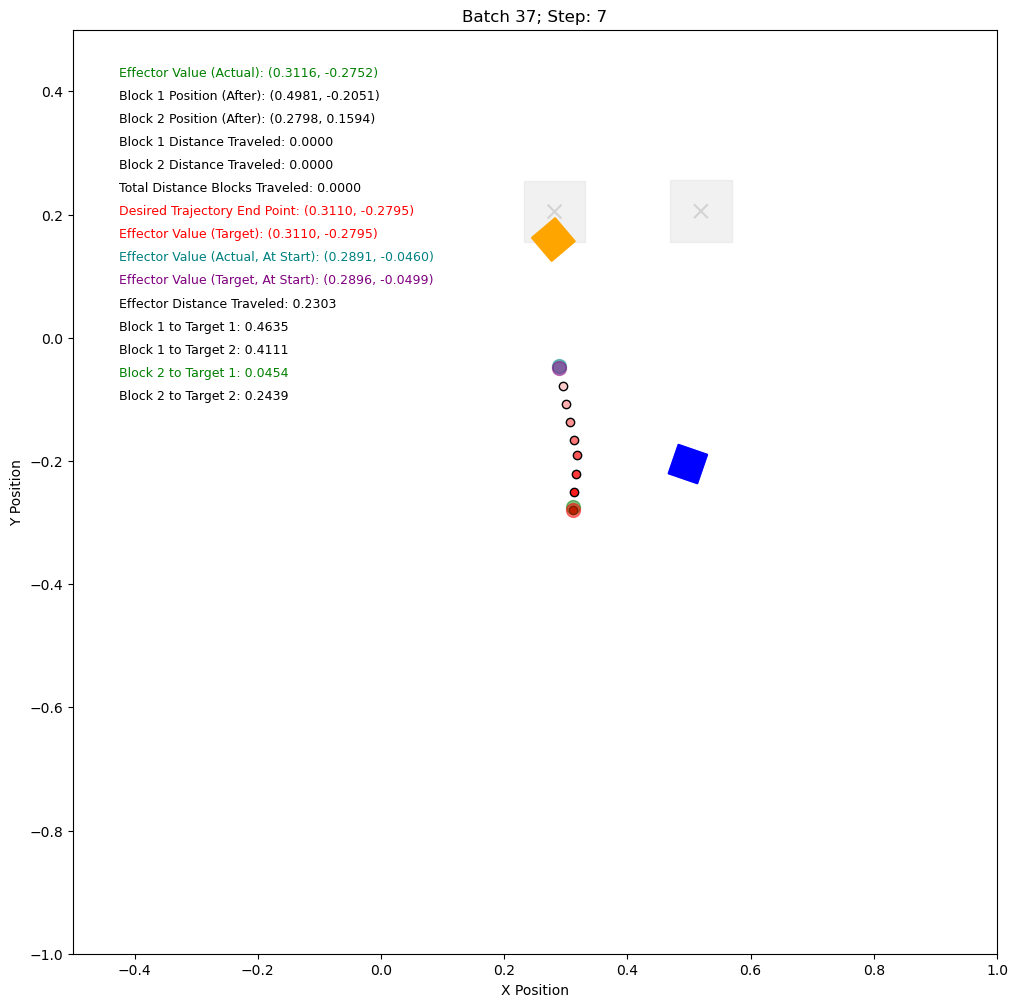 Batch 37; Step: 7
Effector Value (Actual): (0.3116, -0.2752)
Block 1 Position (After): (0.4981, -0.2051)
Block 2 Position (After): (0.2798, 0.1594)
Block 1 Distance Traveled: 0.0000
Block 2 Distance Traveled: 0.0000
Total Distance Blocks Traveled: 0.0000
Desired Trajectory End Point: (0.3110, -0.2795)
Effector Value (Target): (0.3110, -0.2795)
Effector Value (Actual, At Start): (0.2891, -0.0460)
Effector Value (Target, At Start): (0.2896, -0.0499)
Effector Distance Traveled: 0.2303
Block 1 to Target 1: 0.4635
Block 1 to Target 2: 0.4111
Block 2 to Target 1: 0.0454
Block 2 to Target 2: 0.2439
Y Position
0.4
0.2
0.0
−0.2
−0.4
−0.6
−0.8
−1.0
−0.4 −0.2 0.0 0.2 0.4 0.6 0.8 1.0
X Position